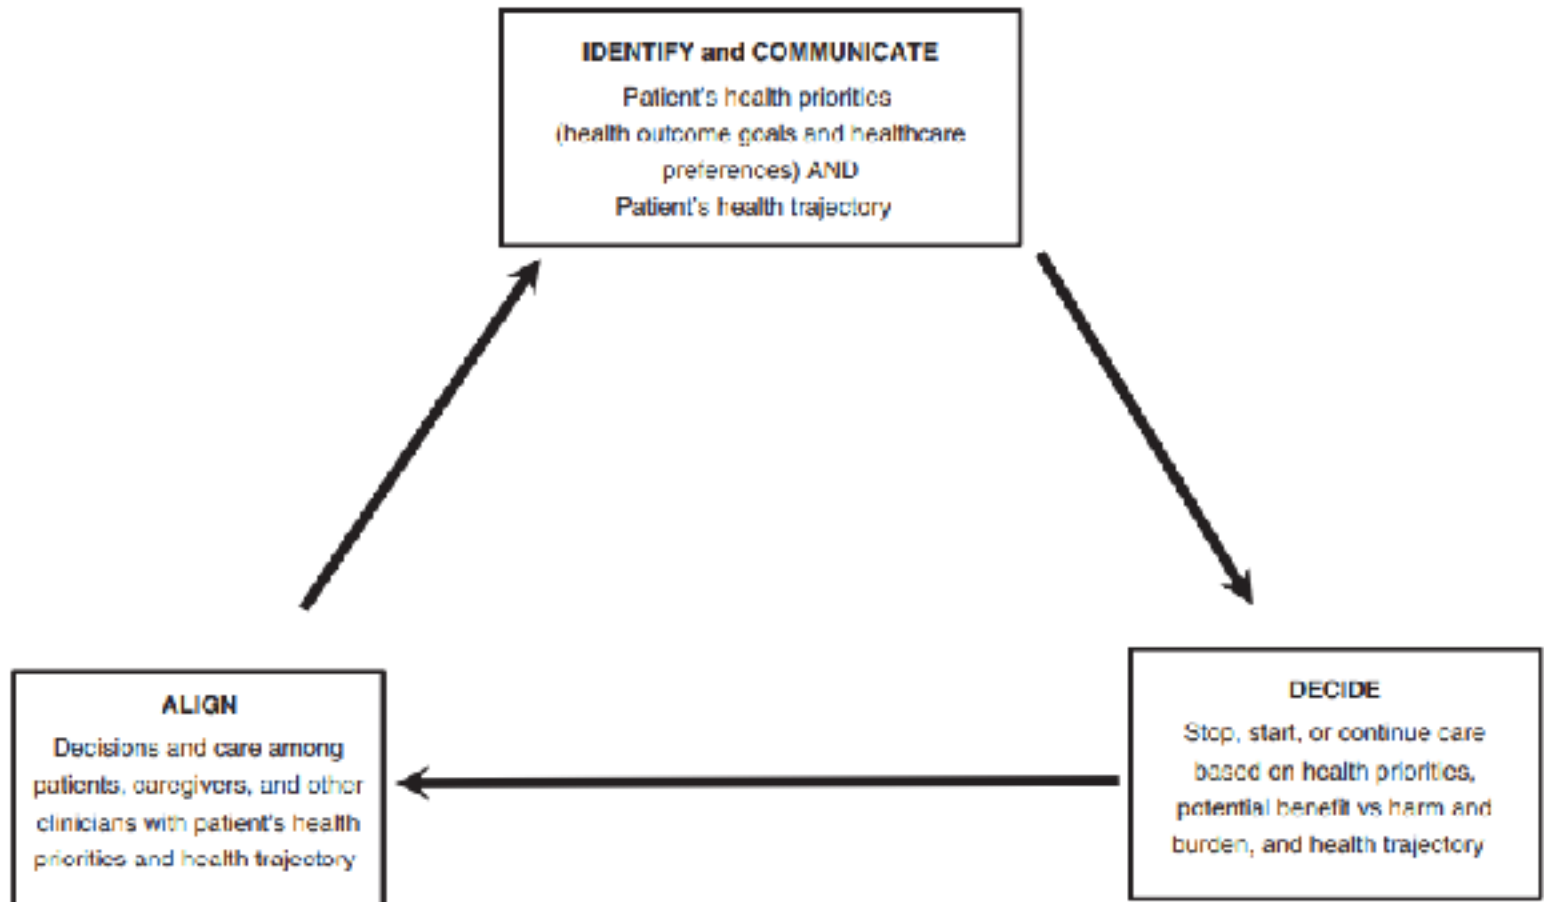 IDENTIFY and COMMUNICATE
Patient's health priorities
(health outcome goals and healthcare
preferences) AND
Patient's health trajectory
ALIGN
Decisions and care among
patients, caregivers, and other
clinicians with patient's health
priorities and health trajectory
DECIDE
Stop, start, or continue care
based on health priorities,
potential benefit vs harm and
burden, and health trajectory